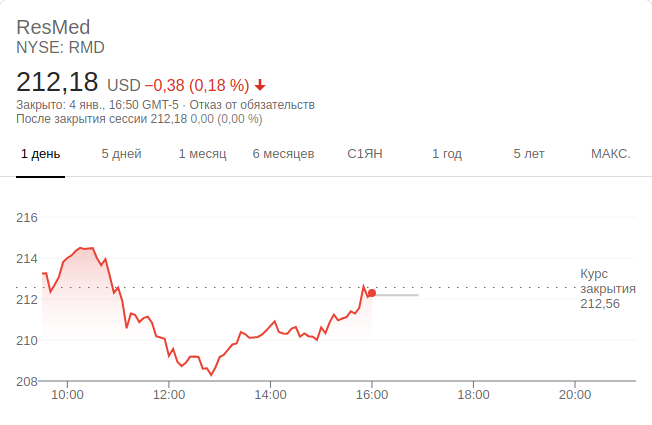 ResMed
NYSE: RMD
212,18 USD −0,38 (0,18 %)
Закрыто: 4 янв., 16:50 GMT-5 · Отказ от обязательств
После закрытия сессии 212,18 0,00 (0,00 %)
1 день 5 дней 1 месяц 6 месяцев С1ЯН 1 год 5 лет МАКС.
216
214
212
210
208
Курс
закрытия
212,56
10:00 12:00 14:00 16:00 18:00 20:00